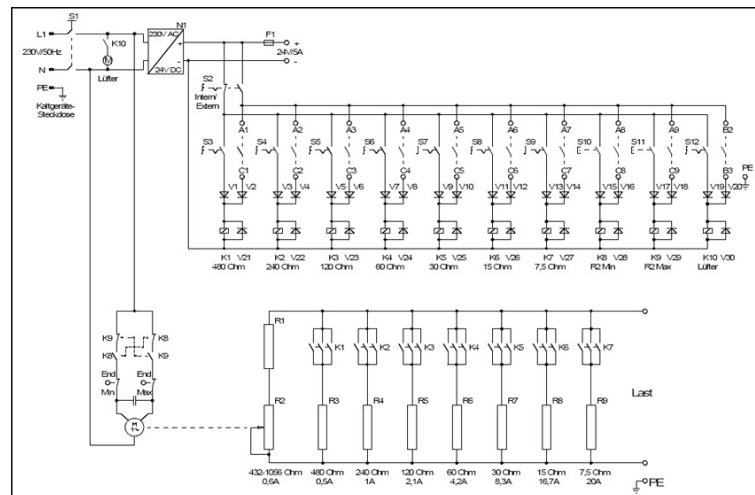 S1
L1
230V/50Hz
N
PE
Kaltgeräte-
Steckdose
K10
M
Lüfter
N1
230V AC
24V DC
+
-
F1
+
24V/5A
-
S2
Intern/
Extern
A1 A2 A3 A4 A5 A6 A7 A8 A9 B2
S3 S4 S5 S6 S7 S8 S9 S10 S11 S12
C1 C2 C3 C4 C5 C6 C7 C8 C9 B3
PE
V1 V2 V3 V4 V5 V6 V7 V8 V9 V10 V11 V12 V13 V14 V15 V16 V17 V18 V19 V20
K1 V21 K2 V22 K3 V23 K4 V24 K5 V25 K6 V26 K7 V27 K8 V28 K9 V29 K10 V30
480 Ohm 240 Ohm 120 Ohm 60 Ohm 30 Ohm 15 Ohm 7,5 Ohm R2 Min R2 Max Lüfter
K9 K8
K8 K9
End End
Min Max
M
1~
R1
K1 K2 K3 K4 K5 K6 K7
Last
R2 R3 R4 R5 R6 R7 R8 R9
432-1056 Ohm 480 Ohm 240 Ohm 120 Ohm 60 Ohm 30 Ohm 15 Ohm 7,5 Ohm
0,6A 0,5A 1A 2,1A 4,2A 8,3A 16,7A 20A
PE